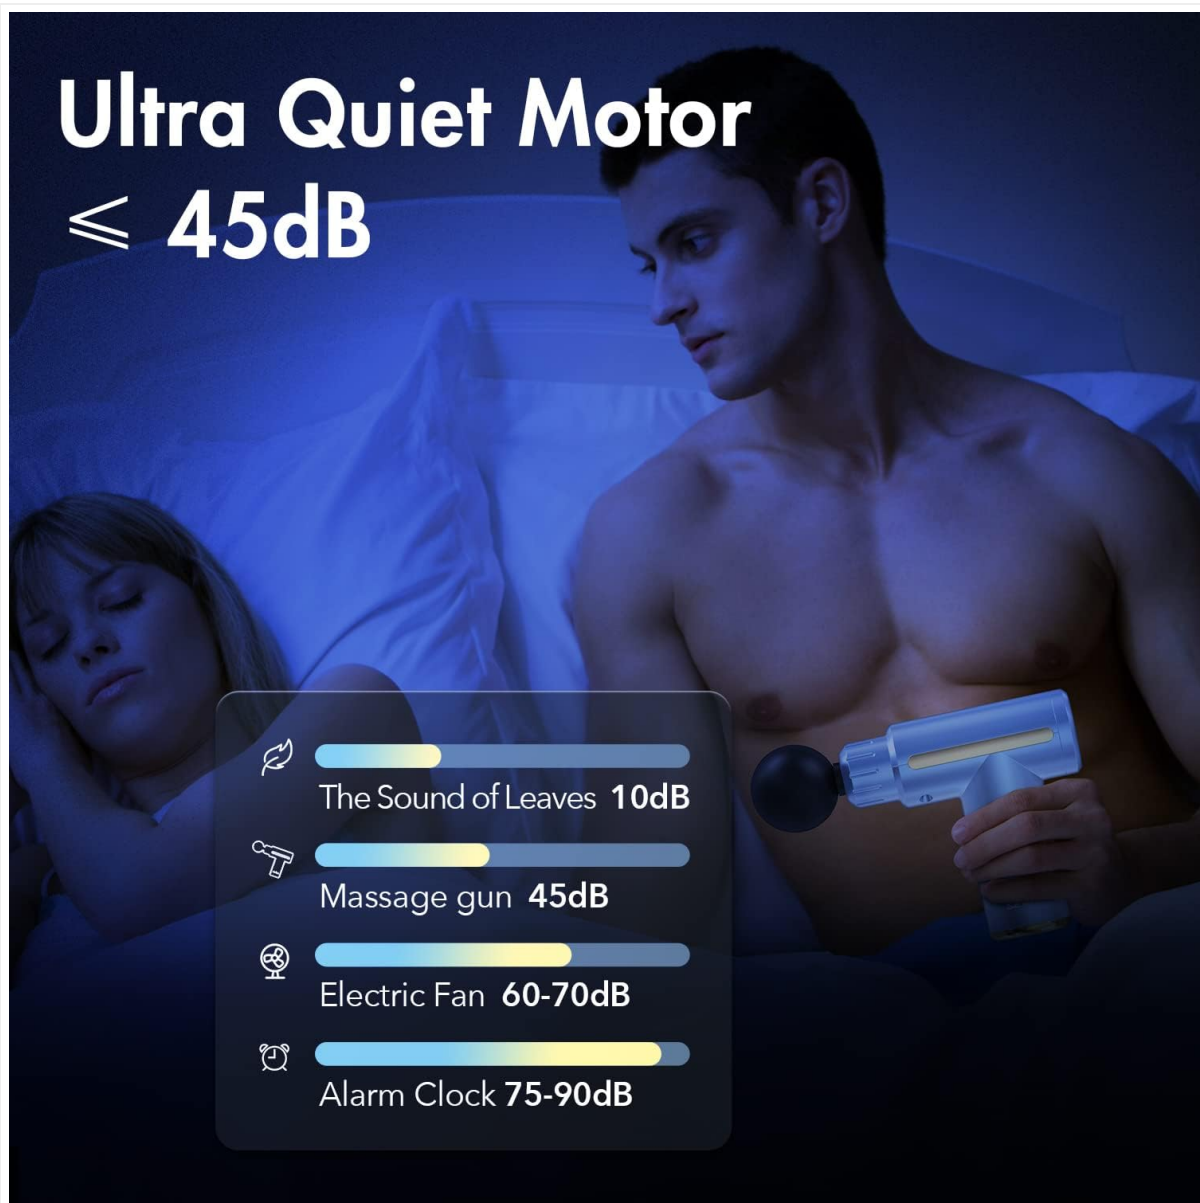 Ultra Quiet Motor
⩽ 45dB
The Sound of Leaves 10dB
Massage gun 45dB
Electric Fan 60-70dB
Alarm Clock 75-90dB